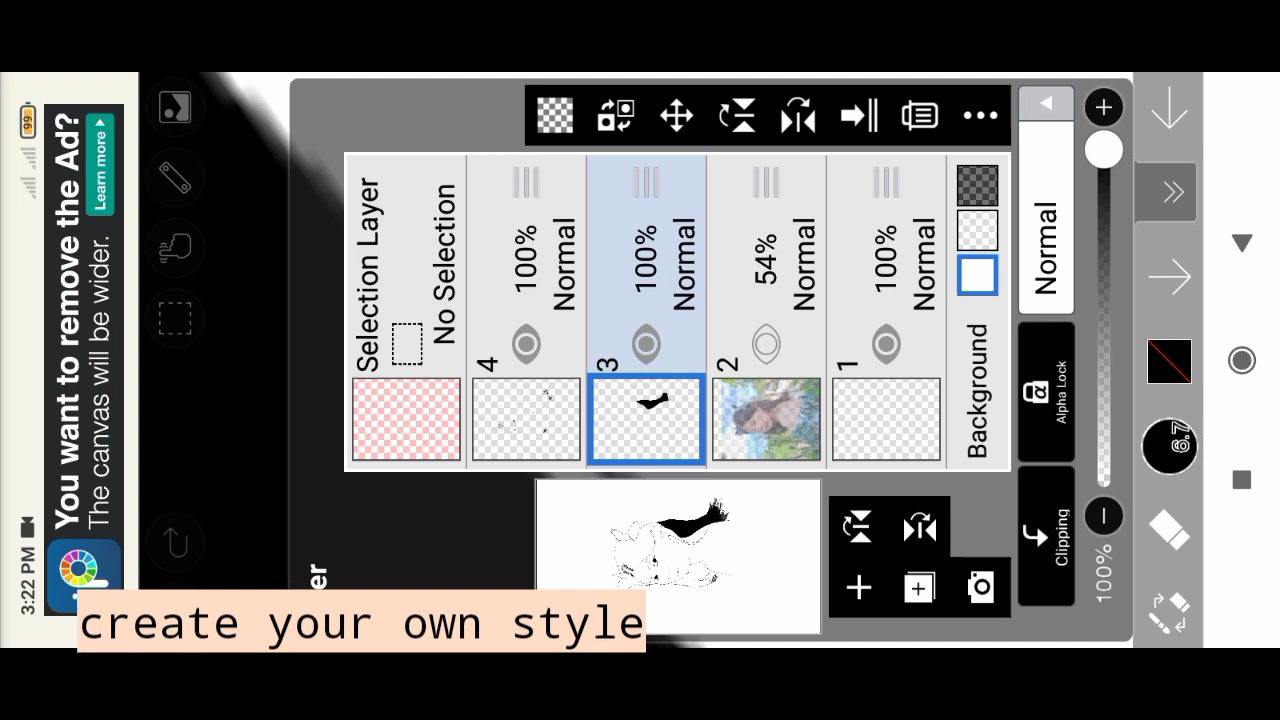 3:22 PM
99
You want to remove the Ad?
The canvas will be wider.
Learn more
Selection Layer
No Selection
4
100%
Normal
3
100%
Normal
2
54%
Normal
1
100%
Normal
Background
Normal
α
Alpha Lock
Clipping
100%
6.7
er
create your own style